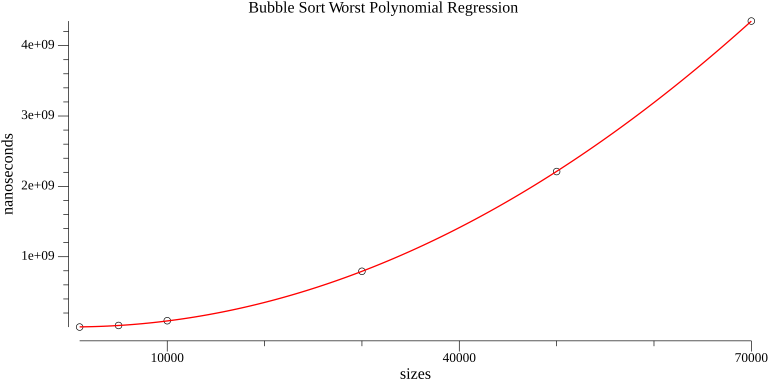 Bubble Sort Worst Polynomial Regression
4e+09
3e+09
2e+09
1e+09
nanoseconds
10000
40000
70000
sizes